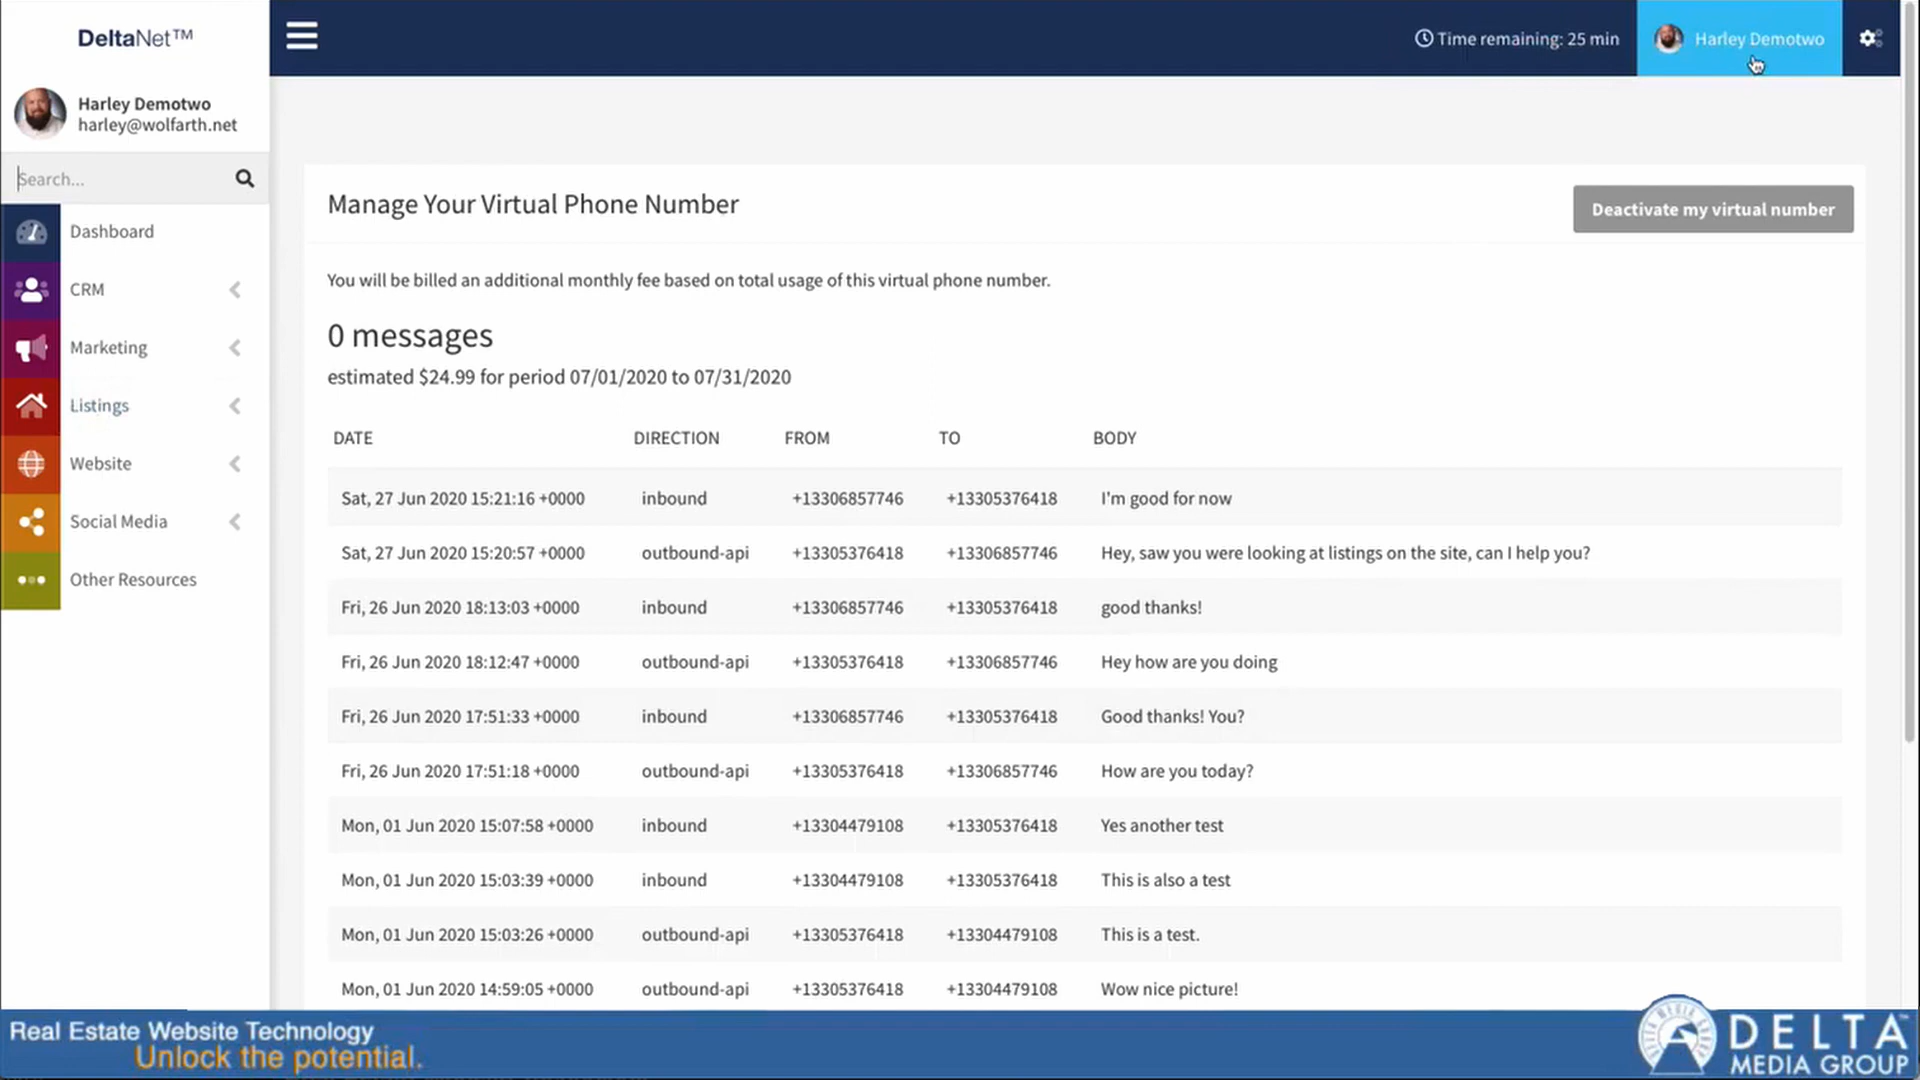 DeltaNet™
Time remaining: 25 min
Harley Demotwo
Harley Demotwo
harley@wolfarth.net
Search...
Dashboard
CRM
Marketing
Listings
Website
Social Media
Other Resources
Manage Your Virtual Phone Number
Deactivate my virtual number
You will be billed an additional monthly fee based on total usage of this virtual phone number.
0 messages
estimated $24.99 for period 07/01/2020 to 07/31/2020
DATE DIRECTION FROM TO BODY
Sat, 27 Jun 2020 15:21:16 +0000 inbound +13306857746 +13305376418 I'm good for now
Sat, 27 Jun 2020 15:20:57 +0000 outbound-api +13305376418 +13306857746 Hey, saw you were looking at listings on the site, can I help you?
Fri, 26 Jun 2020 18:13:03 +0000 inbound +13306857746 +13305376418 good thanks!
Fri, 26 Jun 2020 18:12:47 +0000 outbound-api +13305376418 +13306857746 Hey how are you doing
Fri, 26 Jun 2020 17:51:33 +0000 inbound +13306857746 +13305376418 Good thanks! You?
Fri, 26 Jun 2020 17:51:18 +0000 outbound-api +13305376418 +13306857746 How are you today?
Mon, 01 Jun 2020 15:07:58 +0000 inbound +13304479108 +13305376418 Yes another test
Mon, 01 Jun 2020 15:03:39 +0000 inbound +13304479108 +13305376418 This is also a test
Mon, 01 Jun 2020 15:03:26 +0000 outbound-api +13305376418 +13304479108 This is a test.
Mon, 01 Jun 2020 14:59:05 +0000 outbound-api +13305376418 +13304479108 Wow nice picture!
Real Estate Website Technology
Unlock the potential.
DELTA™
MEDIA GROUP